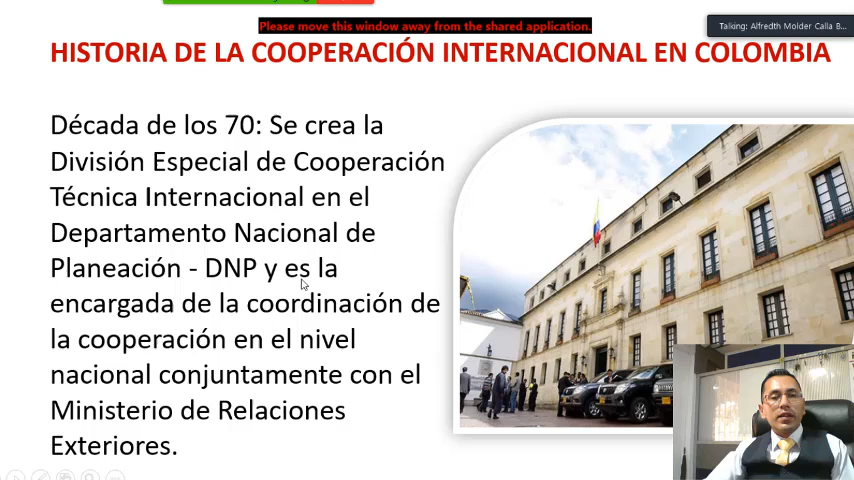 Please move this window away from the shared application.
Talking: Alfredth Molder Calla B...
HISTORIA DE LA COOPERACIÓN INTERNACIONAL EN COLOMBIA
Década de los 70: Se crea la
División Especial de Cooperación
Técnica Internacional en el
Departamento Nacional de
Planeación - DNP y es la
encargada de la coordinación de
la cooperación en el nivel
nacional conjuntamente con el
Ministerio de Relaciones
Exteriores.